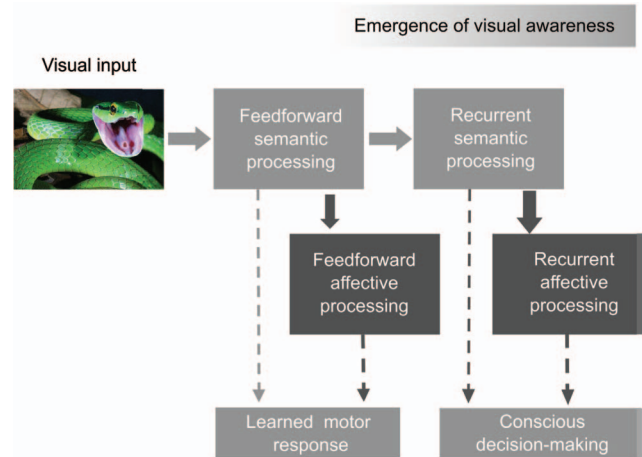 Emergence of visual awareness
Visual input
Feedforward
semantic
processing
Recurrent
semantic
processing
Feedforward
affective
processing
Recurrent
affective
processing
Learned motor
response
Conscious
decision-making